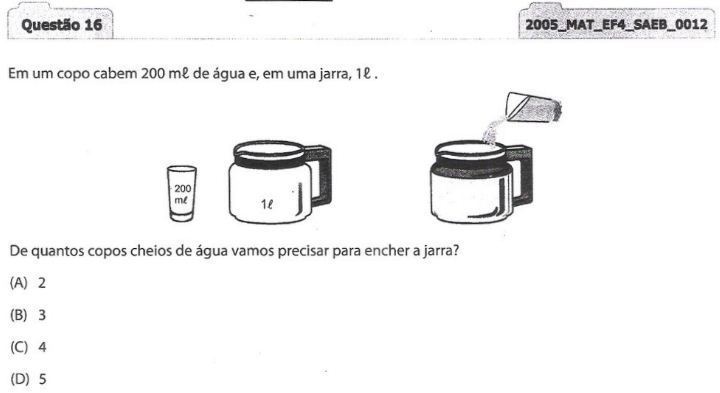 Questão 16
2005_MAT_EF4_SAEB_0012
Em um copo cabem 200 mℓ de água e, em uma jarra, 1ℓ .
200
mℓ
1ℓ
De quantos copos cheios de água vamos precisar para encher a jarra?
(A) 2
(B) 3
(C) 4
(D) 5